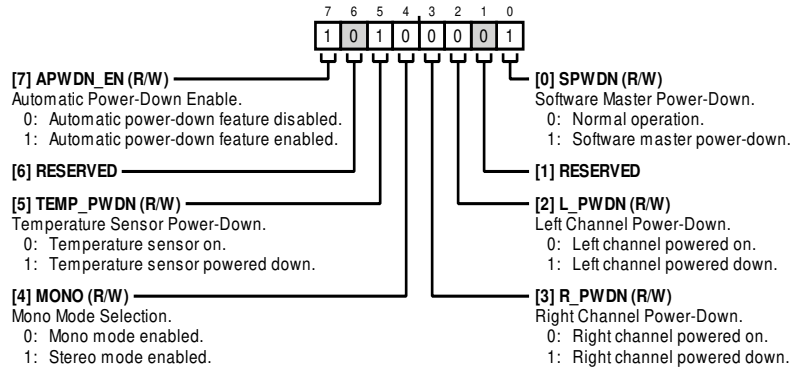 7 6 5 4 3 2 1 0
1 0 1 0 0 0 0 1
[7] APWDN_EN (R/W)
Automatic Power-Down Enable.
0: Automatic power-down feature disabled.
1: Automatic power-down feature enabled.
[6] RESERVED
[5] TEMP_PWDN (R/W)
Temperature Sensor Power-Down.
0: Temperature sensor on.
1: Temperature sensor powered down.
[4] MONO (R/W)
Mono Mode Selection.
0: Mono mode enabled.
1: Stereo mode enabled.
[0] SPWDN (R/W)
Software Master Power-Down.
0: Normal operation.
1: Software master power-down.
[1] RESERVED
[2] L_PWDN (R/W)
Left Channel Power-Down.
0: Left channel powered on.
1: Left channel powered down.
[3] R_PWDN (R/W)
Right Channel Power-Down.
0: Right channel powered on.
1: Right channel powered down.